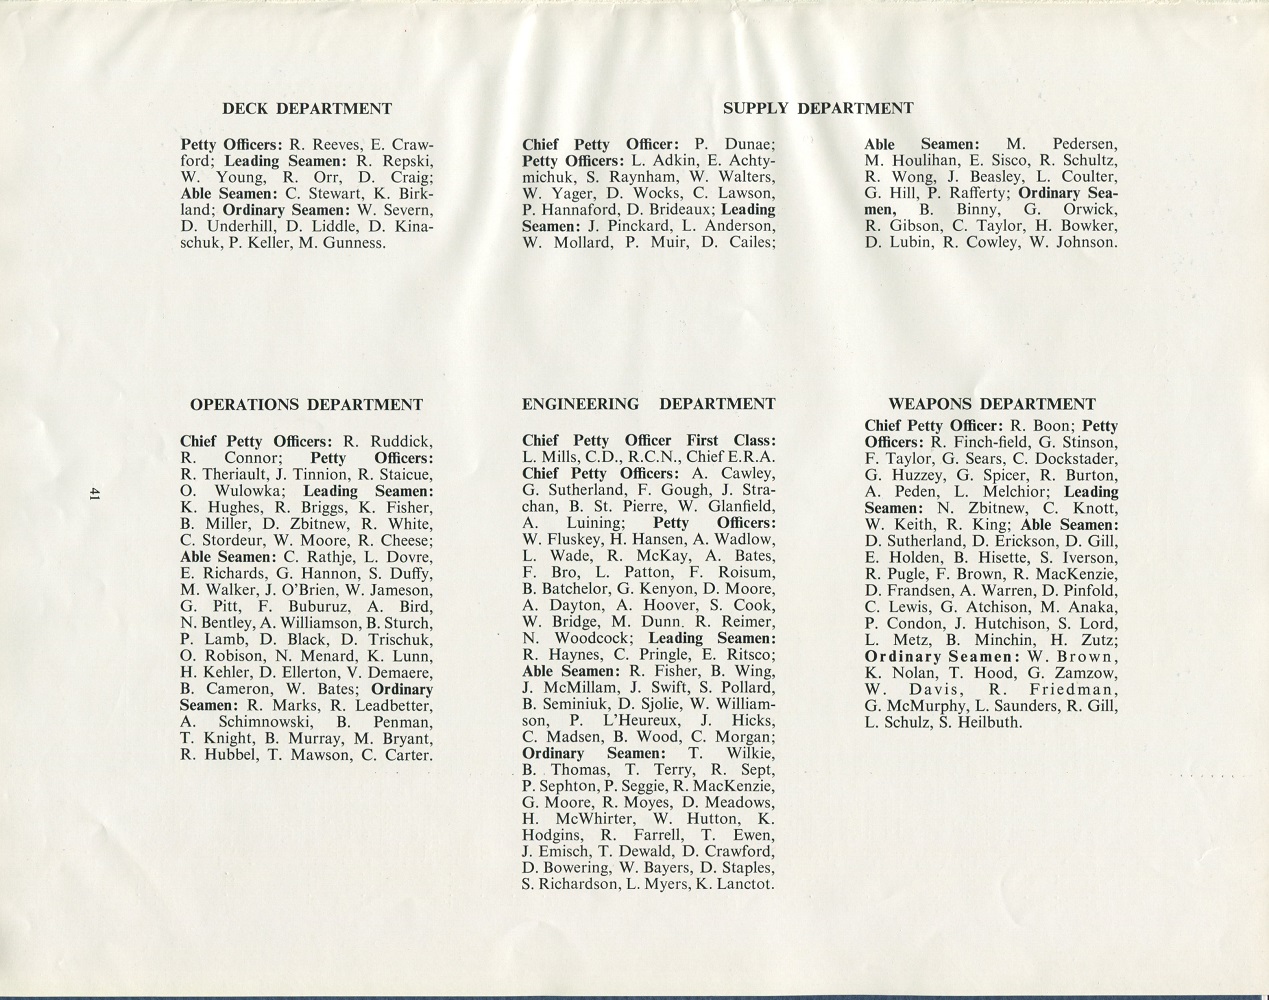 DECK DEPARTMENT
Petty Officers: R. Reeves, E. Craw-
ford; Leading Seamen: R. Repski,
W. Young, R. Orr, D. Craig;
Able Seamen: C. Stewart, K. Birk-
land; Ordinary Seamen: W. Severn,
D. Underhill, D. Liddle, D. Kina-
schuk, P. Keller, M. Gunness.
SUPPLY DEPARTMENT
Chief Petty Officer: P. Dunae;
Petty Officers: L. Adkin, E. Achty-
michuk, S. Raynham, W. Walters,
W. Yager, D. Wocks, C. Lawson,
P. Hannaford, D. Brideaux; Leading
Seamen: J. Pinckard, L. Anderson,
W. Mollard, P. Muir, D. Cailes;
Able Seamen: M. Pedersen,
M. Houlihan, E. Sisco, R. Schultz,
R. Wong, J. Beasley, L. Coulter,
G. Hill, P. Rafferty; Ordinary Sea-
men, B. Binny, G. Orwick,
R. Gibson, C. Taylor, H. Bowker,
D. Lubin, R. Cowley, W. Johnson.
OPERATIONS DEPARTMENT
Chief Petty Officers: R. Ruddick,
R. Connor; Petty Officers:
R. Theriault, J. Tinnion, R. Staicue,
O. Wulowka; Leading Seamen:
K. Hughes, R. Briggs, K. Fisher,
B. Miller, D. Zbitnew, R. White,
C. Stordeur, W. Moore, R. Cheese;
Able Seamen: C. Rathje, L. Dovre,
E. Richards, G. Hannon, S. Duffy,
M. Walker, J. O'Brien, W. Jameson,
G. Pitt, F. Buburuz, A. Bird,
N. Bentley, A. Williamson, B. Sturch,
P. Lamb, D. Black, D. Trischuk,
O. Robison, N. Menard, K. Lunn,
H. Kehler, D. Ellerton, V. Demaere,
B. Cameron, W. Bates; Ordinary
Seamen: R. Marks, R. Leadbetter,
A. Schimnowski, B. Penman,
T. Knight, B. Murray, M. Bryant,
R. Hubbel, T. Mawson, C. Carter.
ENGINEERING DEPARTMENT
Chief Petty Officer First Class:
L. Mills, C.D., R.C.N., Chief E.R.A.
Chief Petty Officers: A. Cawley,
G. Sutherland, F. Gough, J. Stra-
chan, B. St. Pierre, W. Glanfield,
A. Luining; Petty Officers:
W. Fluskey, H. Hansen, A. Wadlow,
L. Wade, R. McKay, A. Bates,
F. Bro, L. Patton, F. Roisum,
B. Batchelor, G. Kenyon, D. Moore,
A. Dayton, A. Hoover, S. Cook,
W. Bridge, M. Dunn. R. Reimer,
N. Woodcock; Leading Seamen:
R. Haynes, C. Pringle, E. Ritsco;
Able Seamen: R. Fisher, B. Wing,
J. McMillam, J. Swift, S. Pollard,
B. Seminiuk, D. Sjolie, W. William-
son, P. L'Heureux, J. Hicks,
C. Madsen, B. Wood, C. Morgan;
Ordinary Seamen: T. Wilkie,
B. Thomas, T. Terry, R. Sept,
P. Sephton, P. Seggie, R. MacKenzie,
G. Moore, R. Moyes, D. Meadows,
H. McWhirter, W. Hutton, K.
Hodgins, R. Farrell, T. Ewen,
J. Emisch, T. Dewald, D. Crawford,
D. Bowering, W. Bayers, D. Staples,
S. Richardson, L. Myers, K. Lanctot.
WEAPONS DEPARTMENT
Chief Petty Officer: R. Boon; Petty
Officers: R. Finch-field, G. Stinson,
F. Taylor, G. Sears, C. Dockstader,
G. Huzzey, G. Spicer, R. Burton,
A. Peden, L. Melchior; Leading
Seamen: N. Zbitnew, C. Knott,
W. Keith, R. King; Able Seamen:
D. Sutherland, D. Erickson, D. Gill,
E. Holden, B. Hisette, S. Iverson,
R. Pugle, F. Brown, R. MacKenzie,
D. Frandsen, A. Warren, D. Pinfold,
C. Lewis, G. Atchison, M. Anaka,
P. Condon, J. Hutchison, S. Lord,
L. Metz, B. Minchin, H. Zutz;
Ordinary Seamen: W. Brown,
K. Nolan, T. Hood, G. Zamzow,
W. Davis, R. Friedman,
G. McMurphy, L. Saunders, R. Gill,
L. Schulz, S. Heilbuth.
41